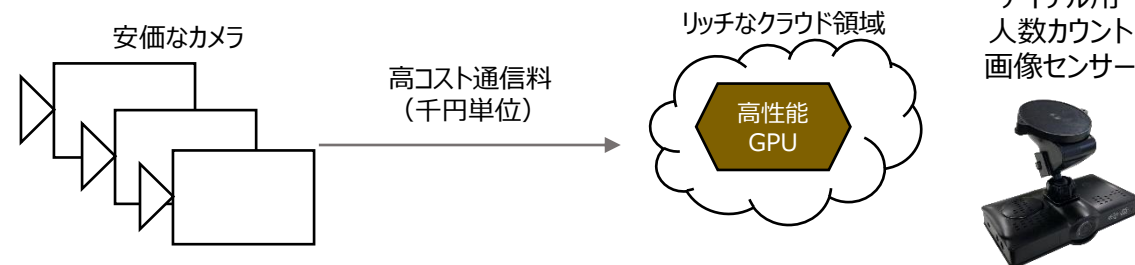 安価なカメラ
高コスト通信料
(千円単位)
リッチなクラウド領域
高性能
GPU
人数カウント
画像センサー